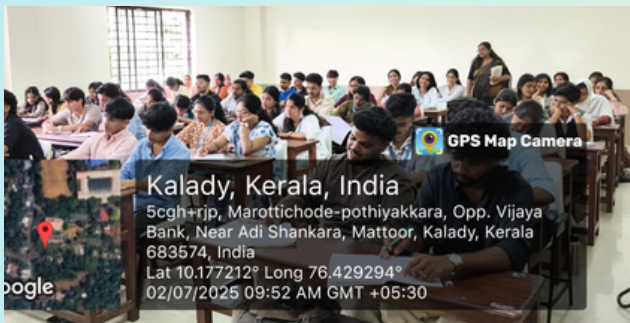 GPS Map Camera
Kalady, Kerala, India
5cgh+rjp, Marottichode-pothiyakkara, Opp. Vijaya
Bank, Near Adi Shankara, Mattoor, Kalady, Kerala
683574, India
Lat 10.177212° Long 76.429294°
02/07/2025 09:52 AM GMT +05:30
oogle